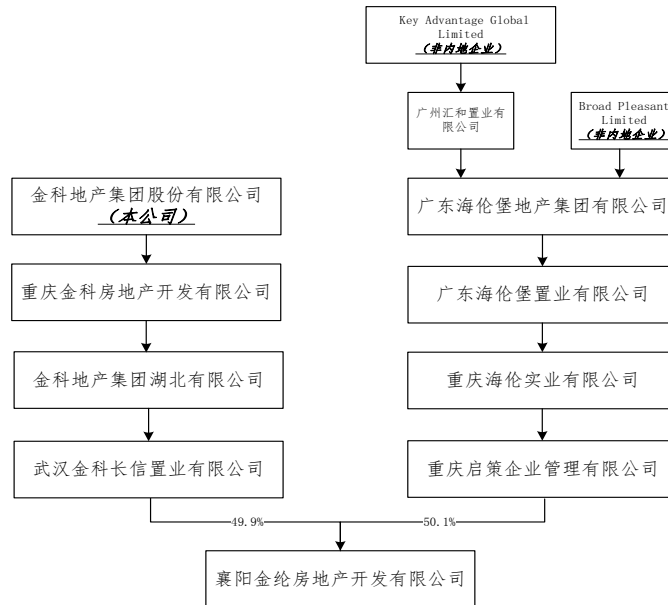 Key Advantage Global
Limited
（非内地企业）
广州汇和置业有
限公司
Broad Pleasant
Limited
（非内地企业）
金科地产集团股份有限公司
（本公司）
广东海伦堡地产集团有限公司
重庆金科房地产开发有限公司
广东海伦堡置业有限公司
金科地产集团湖北有限公司
重庆海伦实业有限公司
武汉金科长信置业有限公司
重庆启策企业管理有限公司
49.9%
50.1%
襄阳金纶房地产开发有限公司